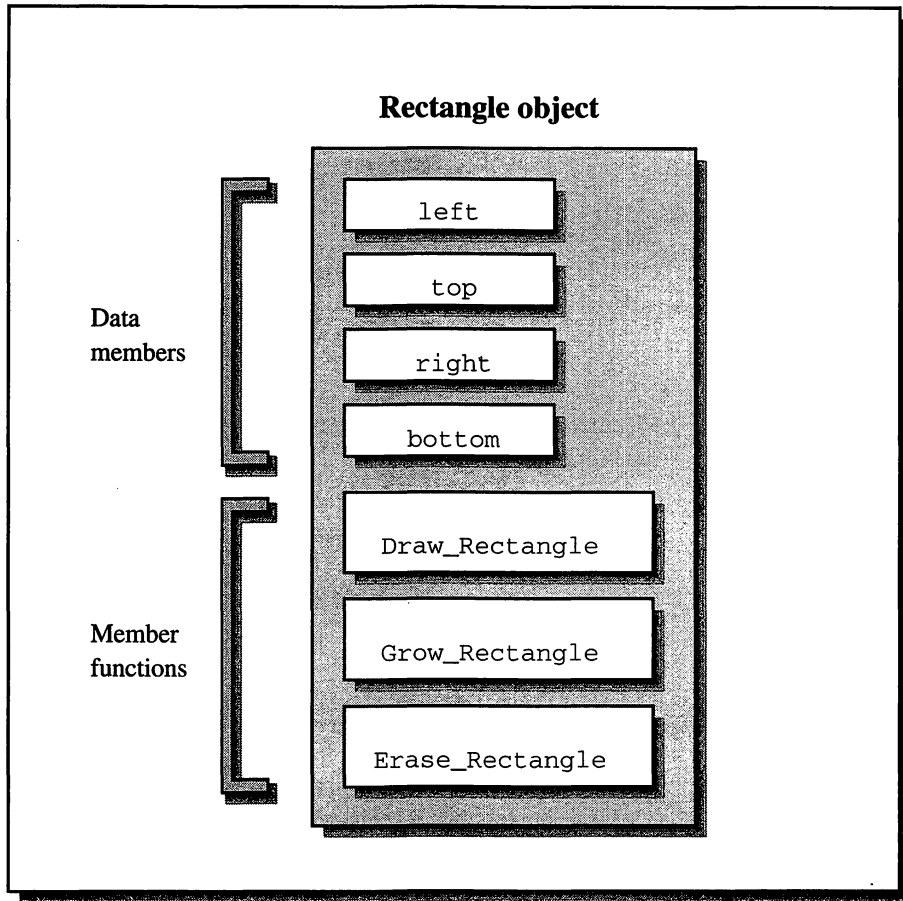 Rectangle object
Data
members
left
top
right
bottom
Member
functions
Draw_Rectangle
Grow_Rectangle
Erase_Rectangle